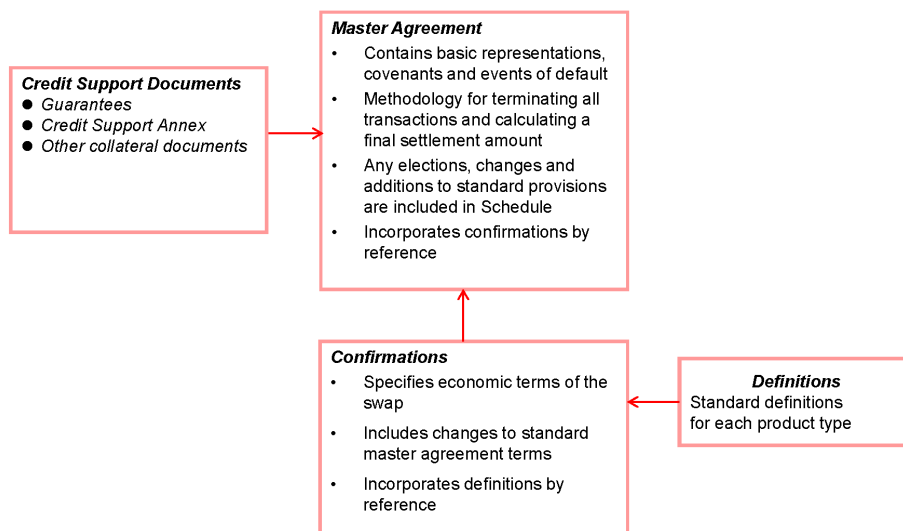 Master Agreement
• Contains basic representations,
covenants and events of default
• Methodology for terminating all
transactions and calculating a
final settlement amount
• Any elections, changes and
additions to standard provisions
are included in Schedule
• Incorporates confirmations by
reference
Credit Support Documents
● Guarantees
● Credit Support Annex
● Other collateral documents
Confirmations
• Specifies economic terms of the
swap
• Includes changes to standard
master agreement terms
• Incorporates definitions by
reference
Definitions
Standard definitions
for each product type